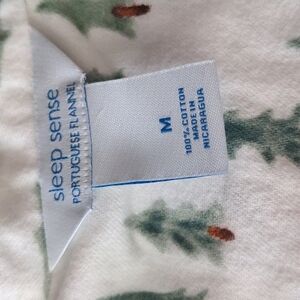 sleep sense
PORTUGUESE FLANNEL
M
100% COTTON
MADE IN
NICARAGUA